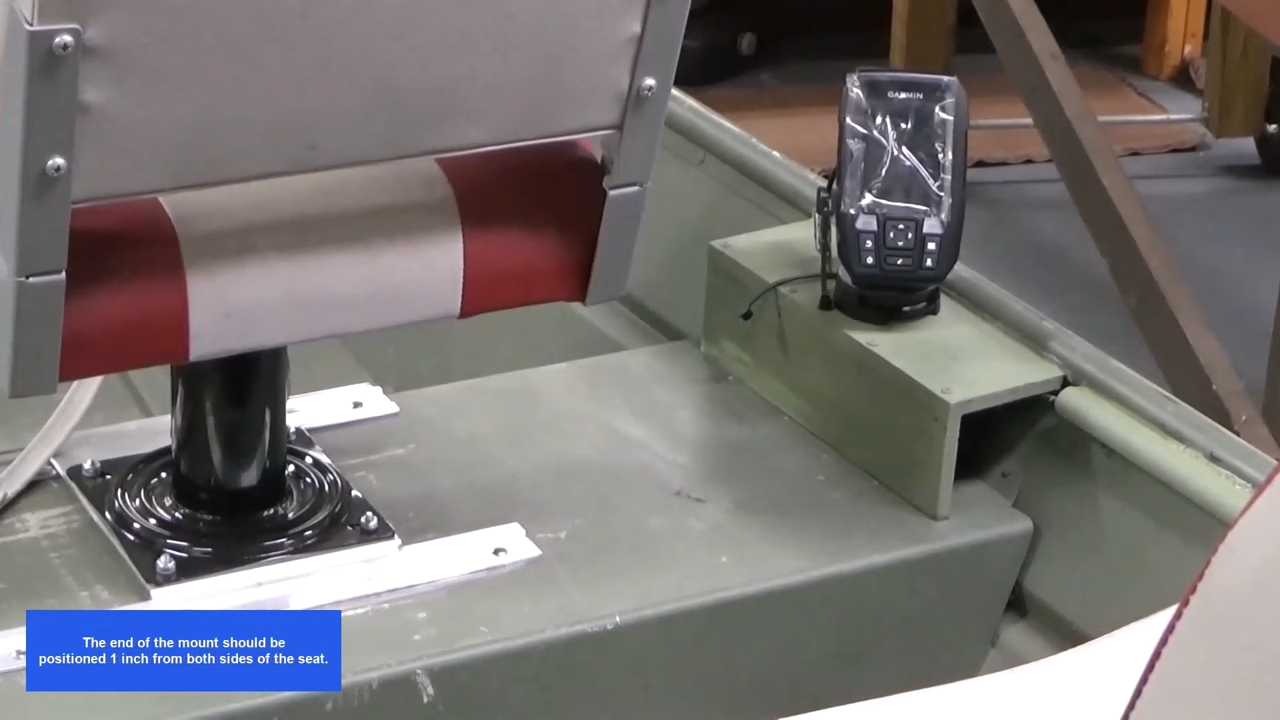 GARMIN
The end of the mount should be
positioned 1 inch from both sides of the seat.